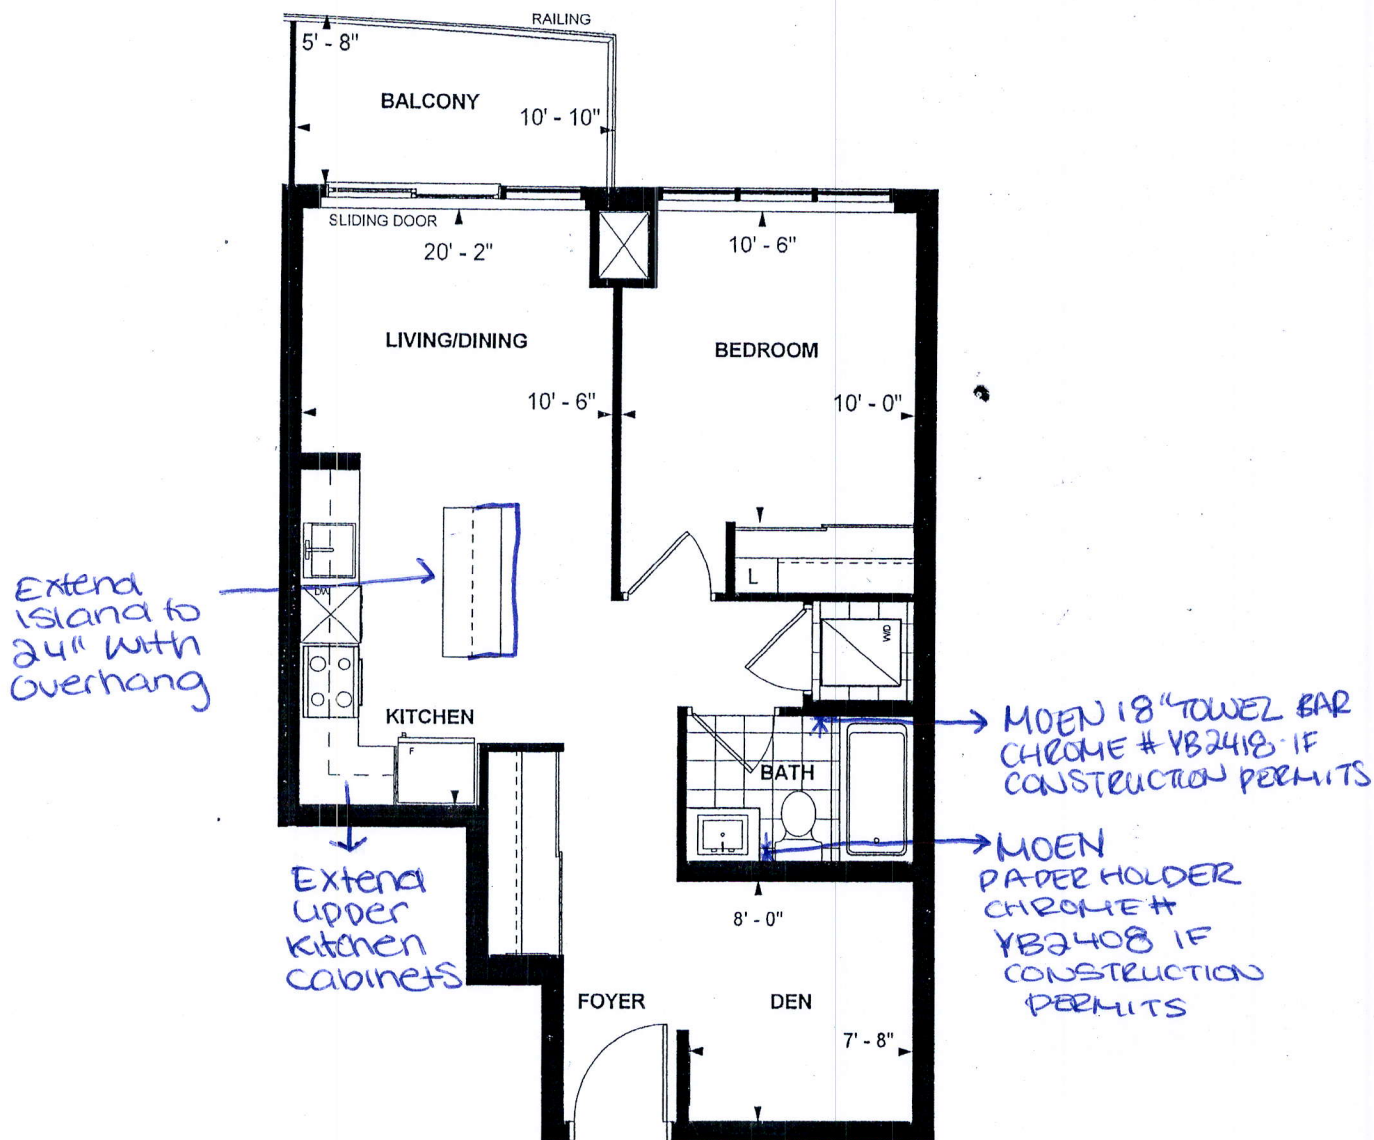 RAILING
5' - 8"
BALCONY
10' - 10"
SLIDING DOOR
20' - 2"
10' - 6"
LIVING/DINING
BEDROOM
10' - 6"
10' - 0"
L
DW
W/D
Extend
island to
24" with
overhang
KITCHEN
F
BATH
MOEN 18" TOWEL BAR
CHROME # YB2418 IF
CONSTRUCTION PERMITS
Extend
upper
kitchen
cabinets
MOEN
PAPER HOLDER
CHROME #
YB2408 IF
CONSTRUCTION
PERMITS
8' - 0"
FOYER
DEN
7' - 8"